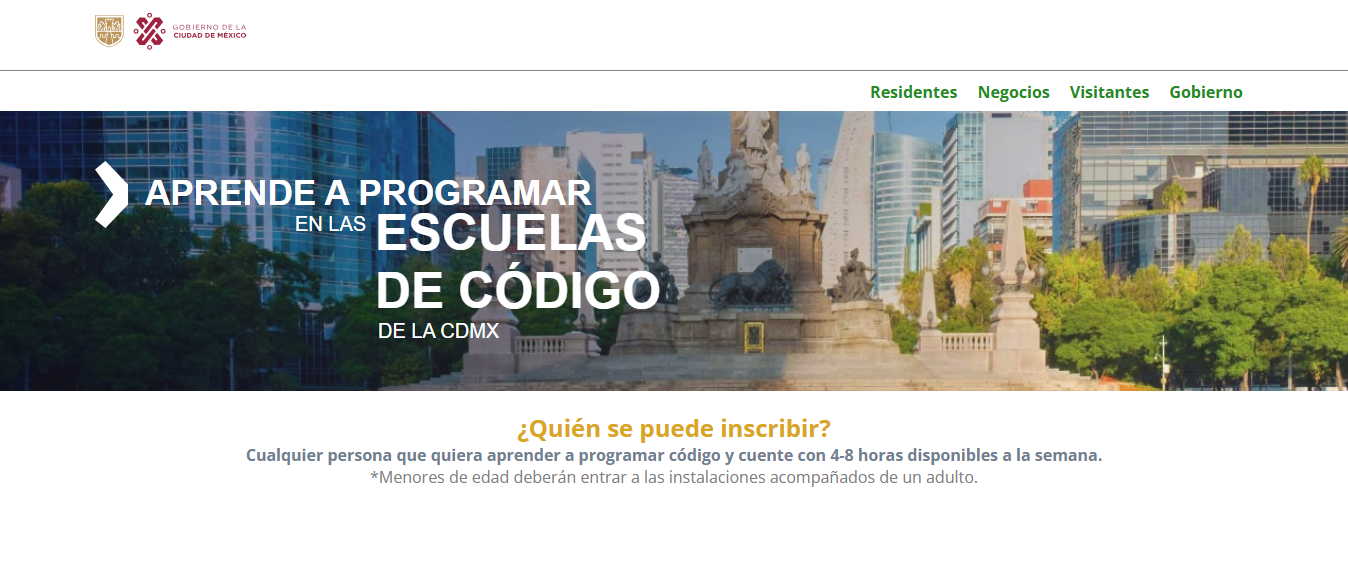 GOBIERNO DE LA
CIUDAD DE MÉXICO
Residentes Negocios Visitantes Gobierno
APRENDE A PROGRAMAR
EN LAS ESCUELAS
DE CÓDIGO
DE LA CDMX
¿Quién se puede inscribir?
Cualquier persona que quiera aprender a programar código y cuente con 4-8 horas disponibles a la semana.
*Menores de edad deberán entrar a las instalaciones acompañados de un adulto.